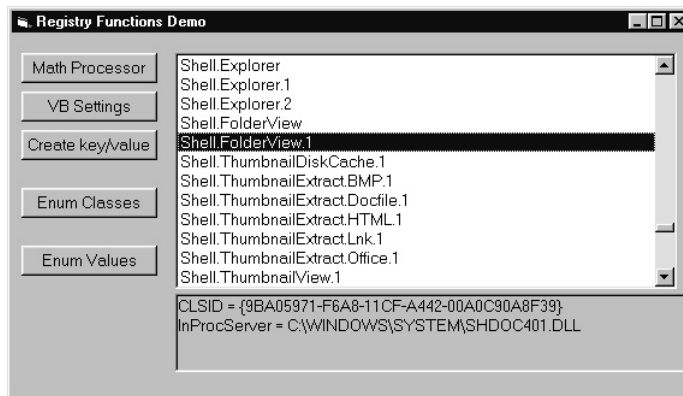 Registry Functions Demo
Math Processor
VB Settings
Create key/value
Enum Classes
Enum Values
Shell.Explorer
Shell.Explorer.1
Shell.Explorer.2
Shell.FolderView
Shell.FolderView.1
Shell.ThumbnailDiskCache.1
Shell.ThumbnailExtract.BMP.1
Shell.ThumbnailExtract.Docfile.1
Shell.ThumbnailExtract.HTML.1
Shell.ThumbnailExtract.Lnk.1
Shell.ThumbnailExtract.Office.1
Shell.ThumbnailView.1
CLSID = {9BA05971-F6A8-11CF-A442-00A0C90A8F39}
InProcServer = C:\WINDOWS\SYSTEM\SHDOC401.DLL